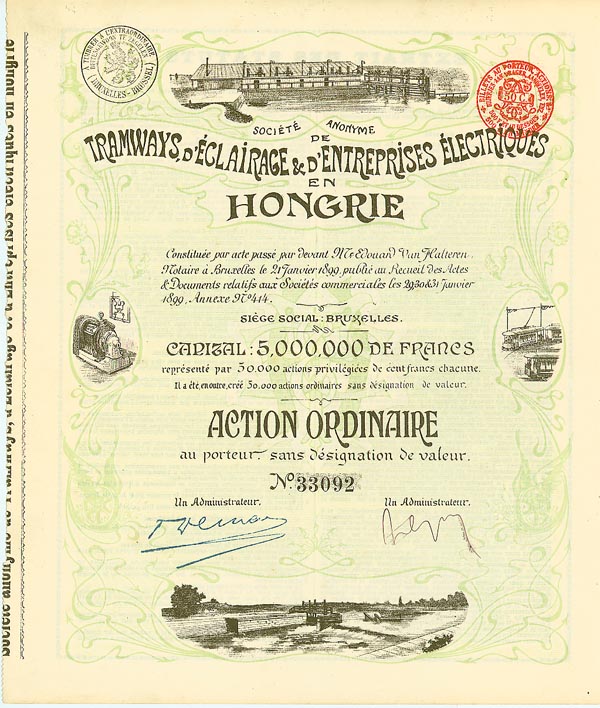 SOCIÉTÉ ANONYME
DE
TRAMWAYS, D'ÉCLAIRAGE & D'ENTREPRISES ÉLECTRIQUES
EN
HONGRIE
Constituée par acte passé par devant Mr Edouard Van Halteren.
Notaire à Bruxelles le 21 Janvier 1899, publié au Recueil des Actes
& Documents relatifs aux Sociétés commerciales les 29.30 & 31 Janvier
1899, Annexe No 414.
SIÈGE SOCIAL: BRUXELLES.
CAPITAL: 5,000,000 DE FRANCS
représenté par 50.000 actions privilégiées de cent francs chacune.
Il a été, en outre, créé 50.000 actions ordinaires sans désignation de valeur.
ACTION ORDINAIRE
au porteur sans désignation de valeur.
No. 33092
Un Administrateur. Un Administrateur.
(BRUXELLES - BRUSSEL)
50 C.